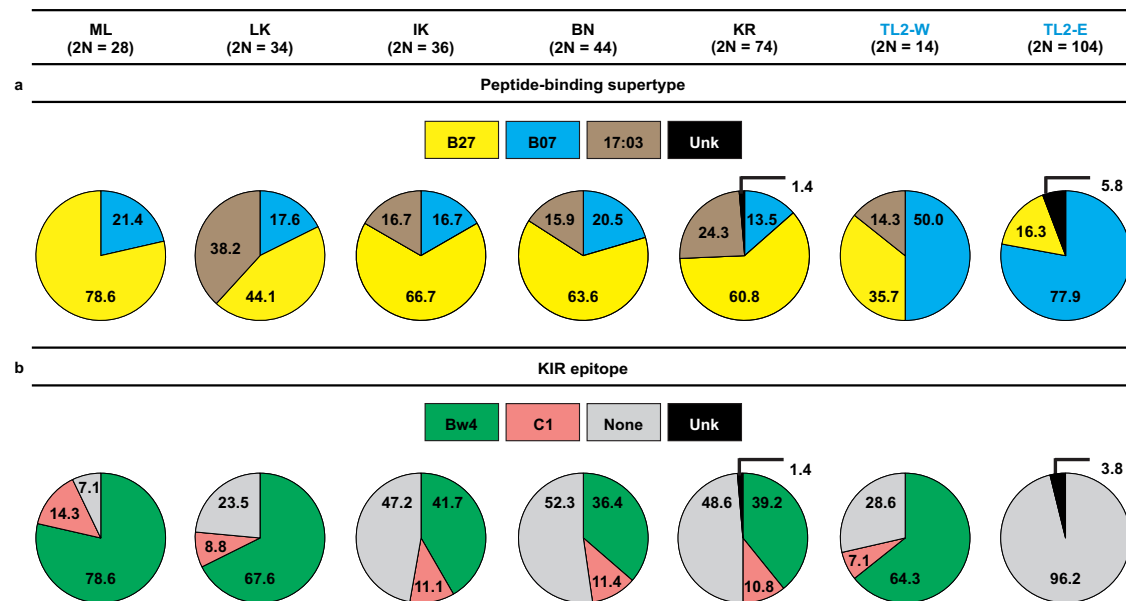 ML LK IK BN KR TL2-W TL2-E
(2N = 28) (2N = 34) (2N = 36) (2N = 44) (2N = 74) (2N = 14) (2N = 104)
a Peptide-binding supertype
B27 B07 17:03 Unk
1.4 5.8
21.4 17.6 16.7 16.7 15.9 20.5 24.3 13.5 14.3 50.0 16.3
38.2
78.6 44.1 66.7 63.6 60.8 35.7 77.9
b KIR epitope
Bw4 C1 None Unk
1.4 3.8
7.1 23.5 47.2 41.7 52.3 36.4 48.6 39.2 28.6
14.3 8.8 11.1 11.4 10.8 7.1
78.6 67.6 64.3 96.2